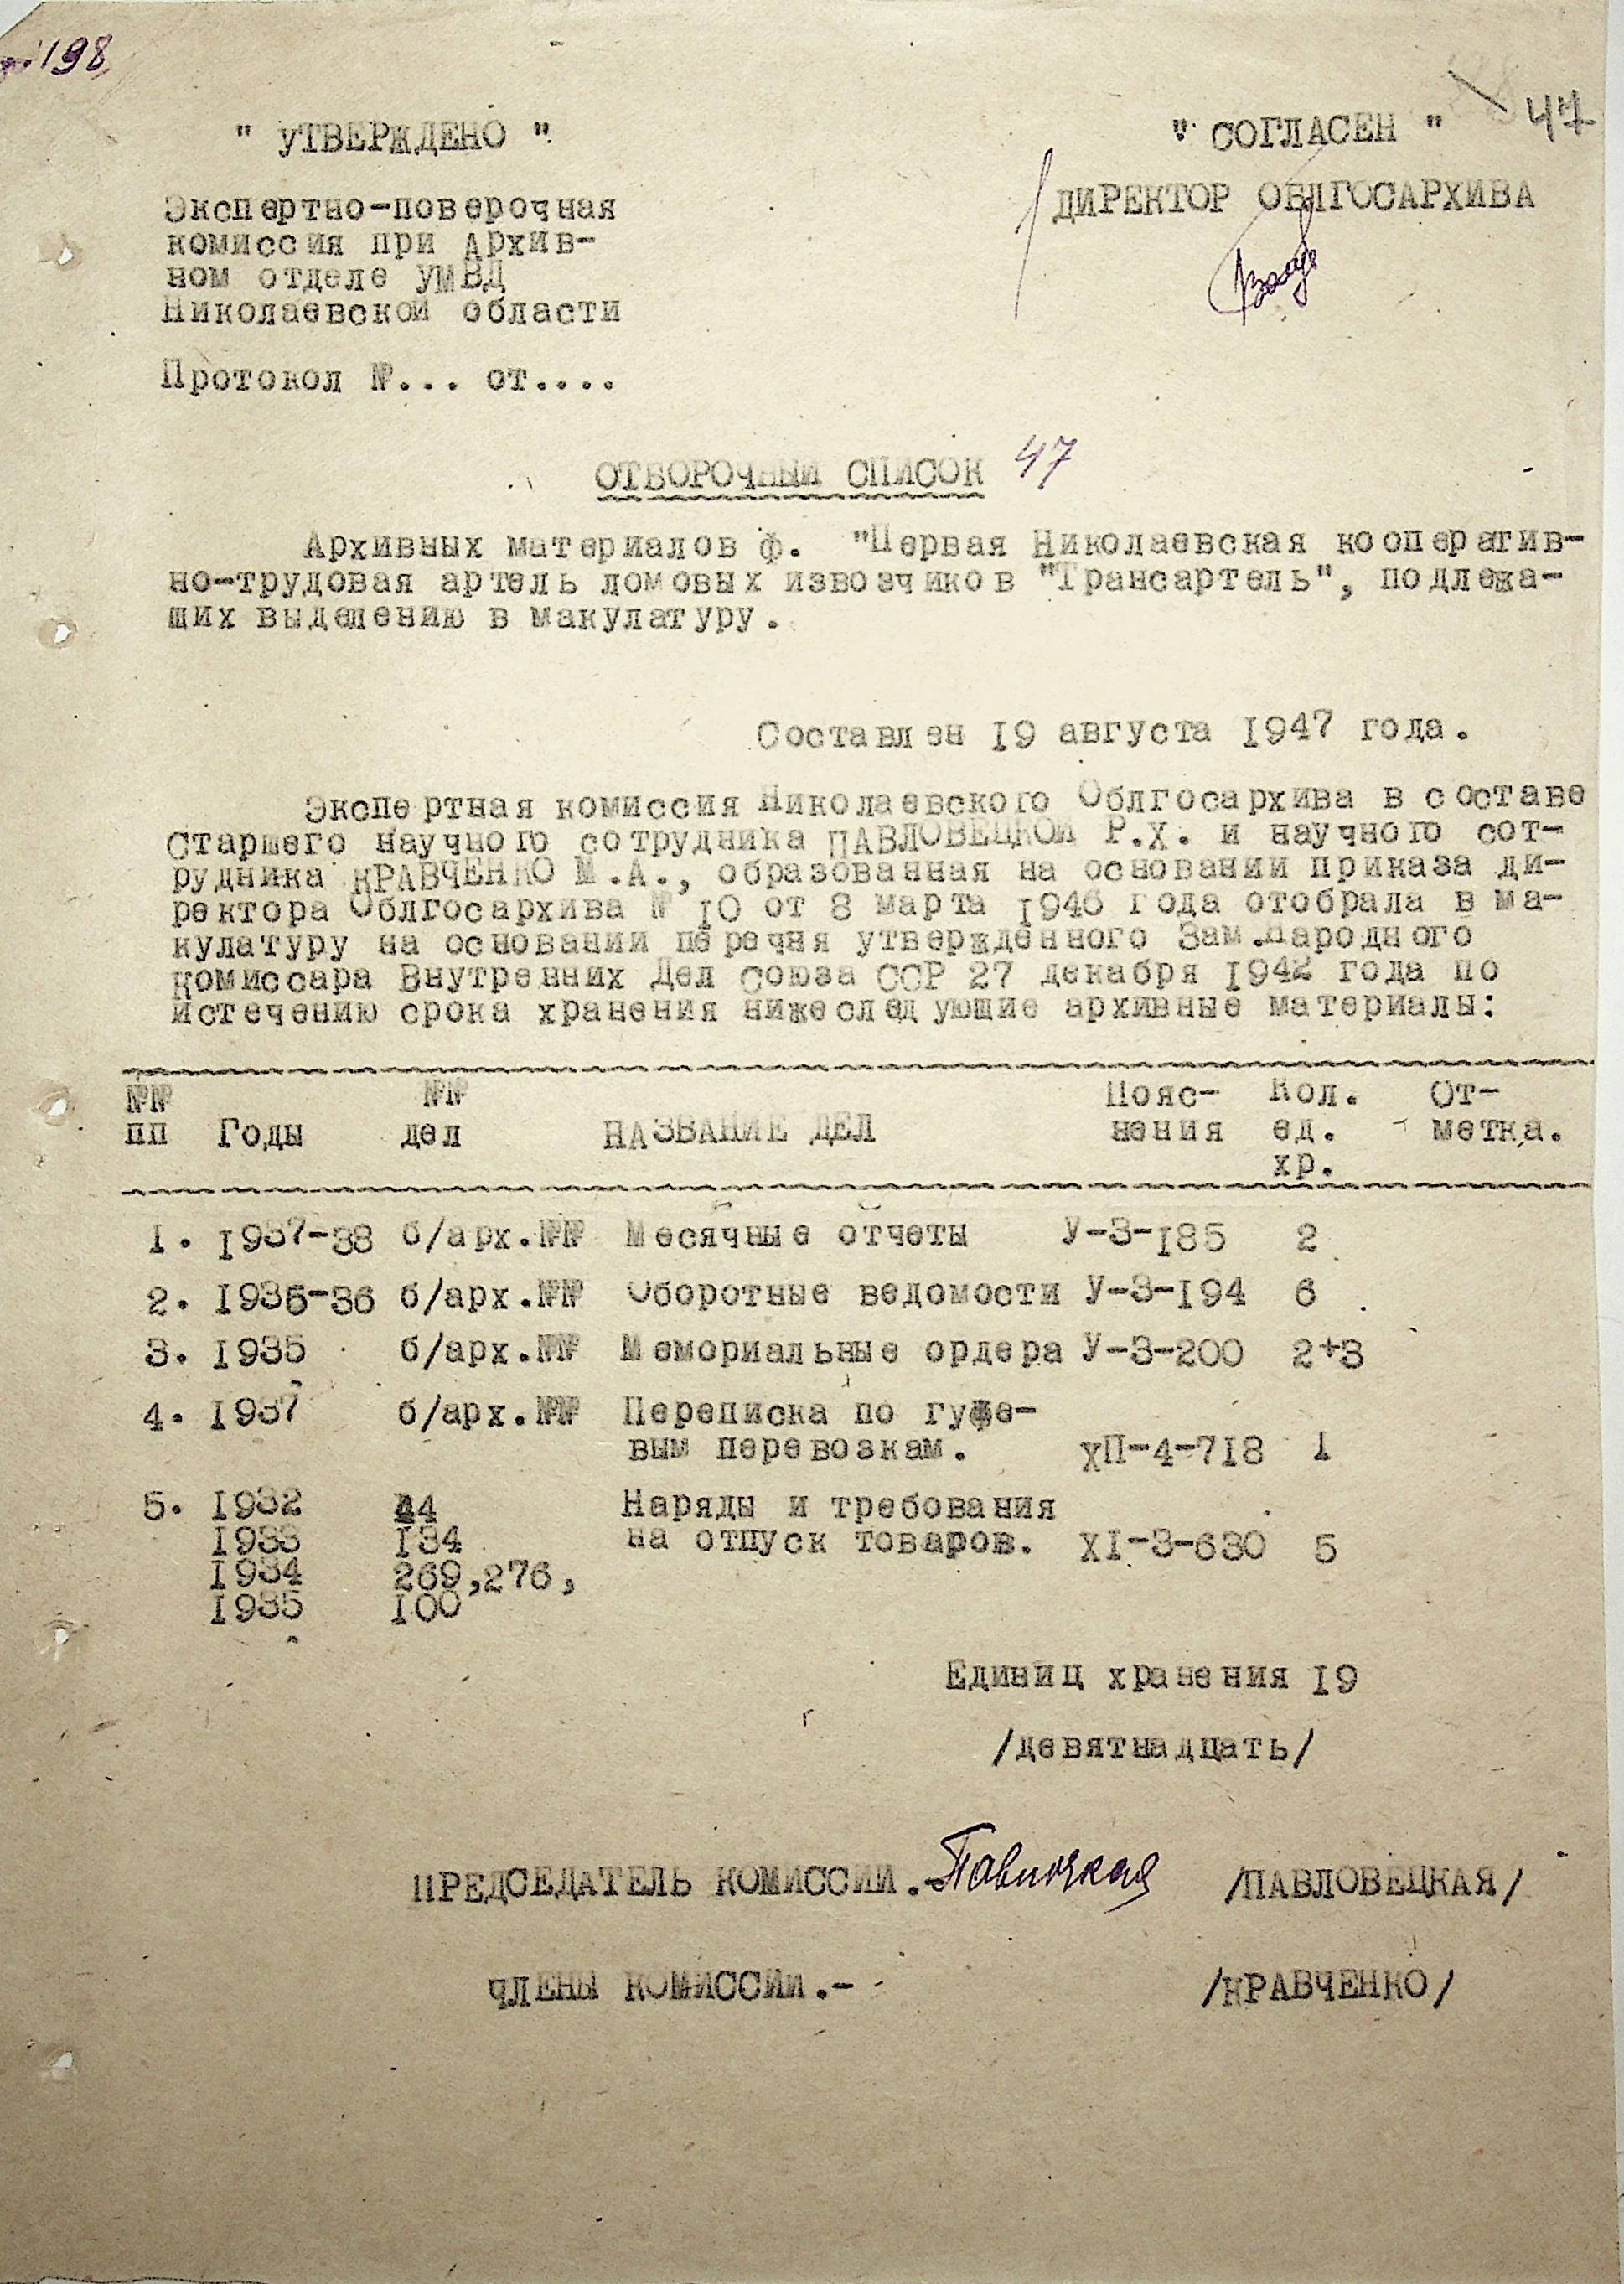 198
47
" УТВЕРЖДЕНО "
" СОГЛАСЕН "
Экспертно-поверочная
комиссия при Архив-
ном отделе УМВД
Николаевской области
ДИРЕКТОР ОБЛГОСАРХИВА
Протокол №... от....
ОТБОРОЧНЫЙ СПИСОК 47
Архивных материалов ф. "Первая Николаевская кооператив-
но-трудовая артель ломовых извозчиков "Трансартель", подлежа-
щих выделению в макулатуру.
Составлен 19 августа 1947 года.
Экспертная комиссия Николаевского Облгосархива в составе
Старшего научного сотрудника ПАВЛОВЕЦКОЙ Р.Х. и научного сот-
рудника КРАВЧЕНКО М.А., образованная на основании приказа ди-
ректора Облгосархива № 10 от 8 марта 1946 года отобрала в ма-
кулатуру на основании перечня утвержденного Зам.Народного
комиссара Внутренних Дел Союза ССР 27 декабря 1942 года по
истечению срока хранения нижеследующие архивные материалы:
№№ №№ Пояс- Кол. От-
пп Годы дел НАЗВАНИЕ ДЕЛ нения ед. метка.
хр.
1. 1937-38 б/арх.№№ Месячные отчеты У-3-185 2
2. 1935-36 б/арх.№№ Оборотные ведомости У-3-194 6
3. 1935 б/арх.№№ Мемориальные ордера У-3-200 2+3
4. 1937 б/арх.№№ Переписка по гуже-
вым перевозкам. ХП-4-718 1
5. 1932 44 Наряды и требования
1933 134 на отпуск товаров. XI-3-630 5
1934 269,276,
1935 100
Единиц хранения 19
/девятнадцать/
ПРЕДСЕДАТЕЛЬ КОМИССИИ.- Павловецкая /ПАВЛОВЕЦКАЯ/
ЧЛЕНЫ КОМИССИИ.- /КРАВЧЕНКО/